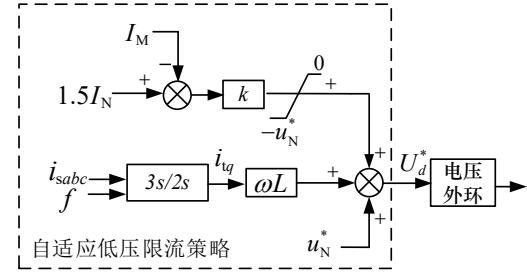 I_M
−
0
1.5I_N
+
k
+
−u_N^*
+
i_sabc
f
3s/2s
i_tq
ωL
+
U_d^*
电压
外环
+
u_N^*
自适应低压限流策略